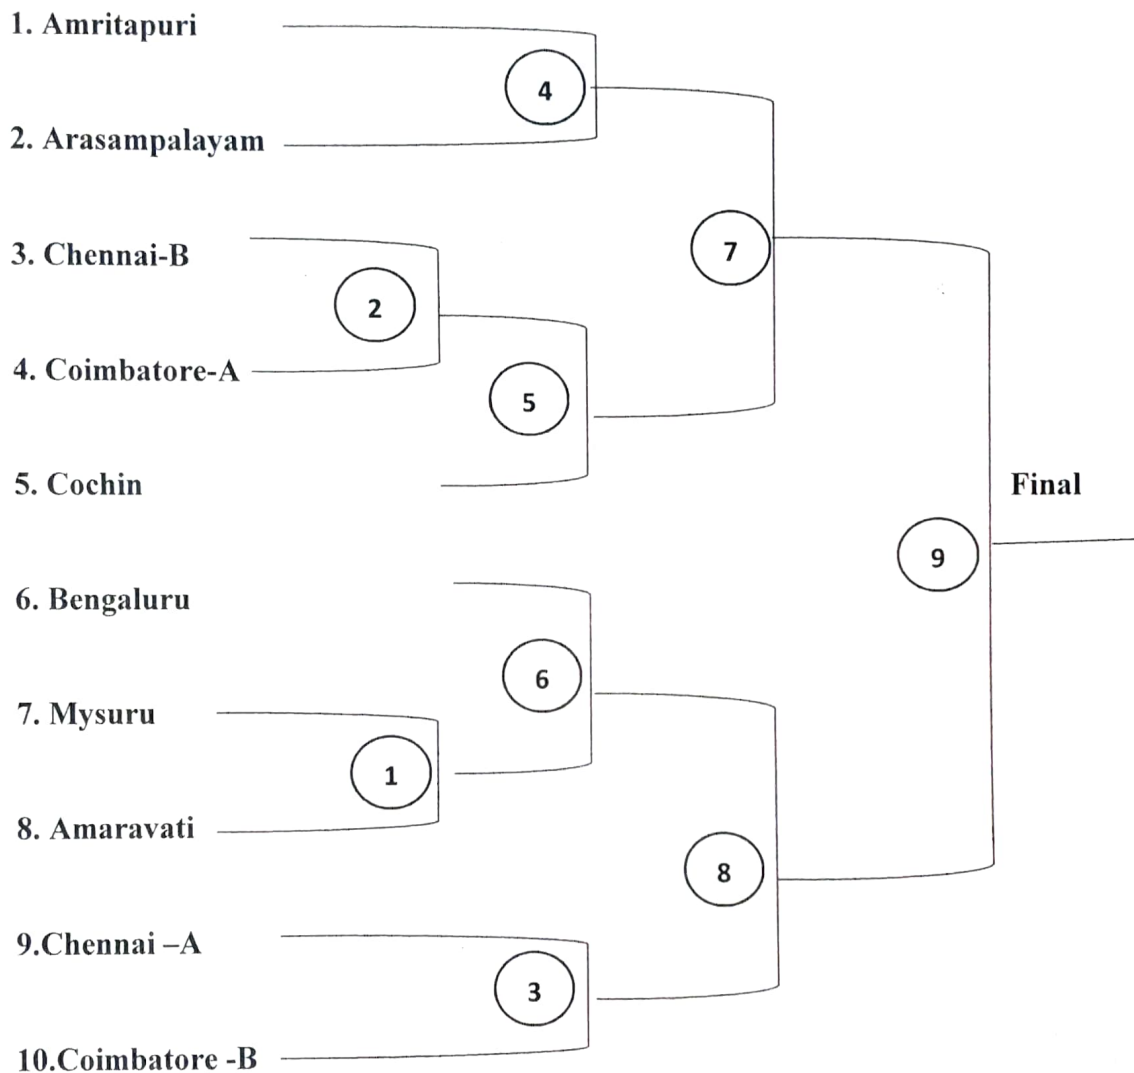 1. Amritapuri
4
2. Arasampalayam
3. Chennai-B
7
2
4. Coimbatore-A
5
5. Cochin
Final
9
6. Bengaluru
6
7. Mysuru
1
8. Amaravati
8
9.Chennai –A
3
10.Coimbatore -B